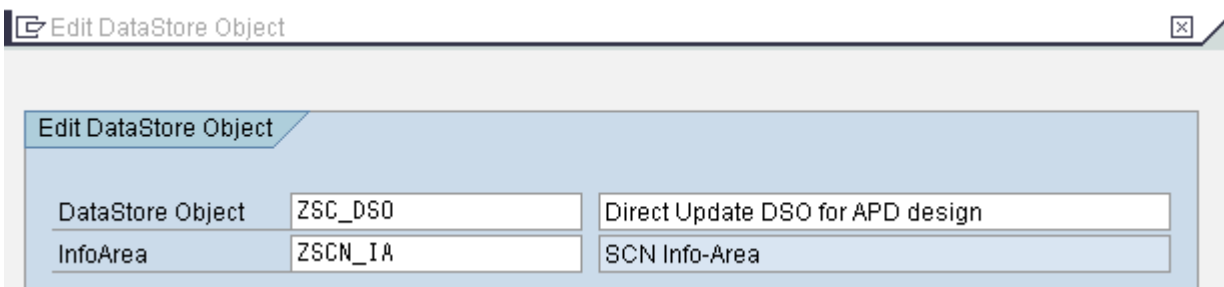 Edit DataStore Object
Edit DataStore Object
DataStore Object ZSC_DSO Direct Update DSO for APD design
InfoArea ZSCN_IA SCN Info-Area